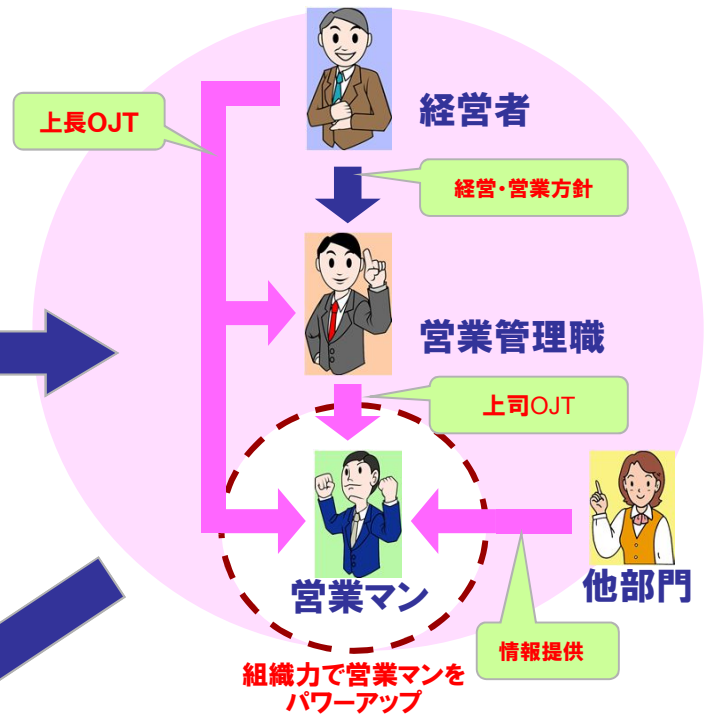 経営者
上長OJT
経営・営業方針
営業管理職
上司OJT
営業マン
他部門
情報提供
組織力で営業マンを
パワーアップ